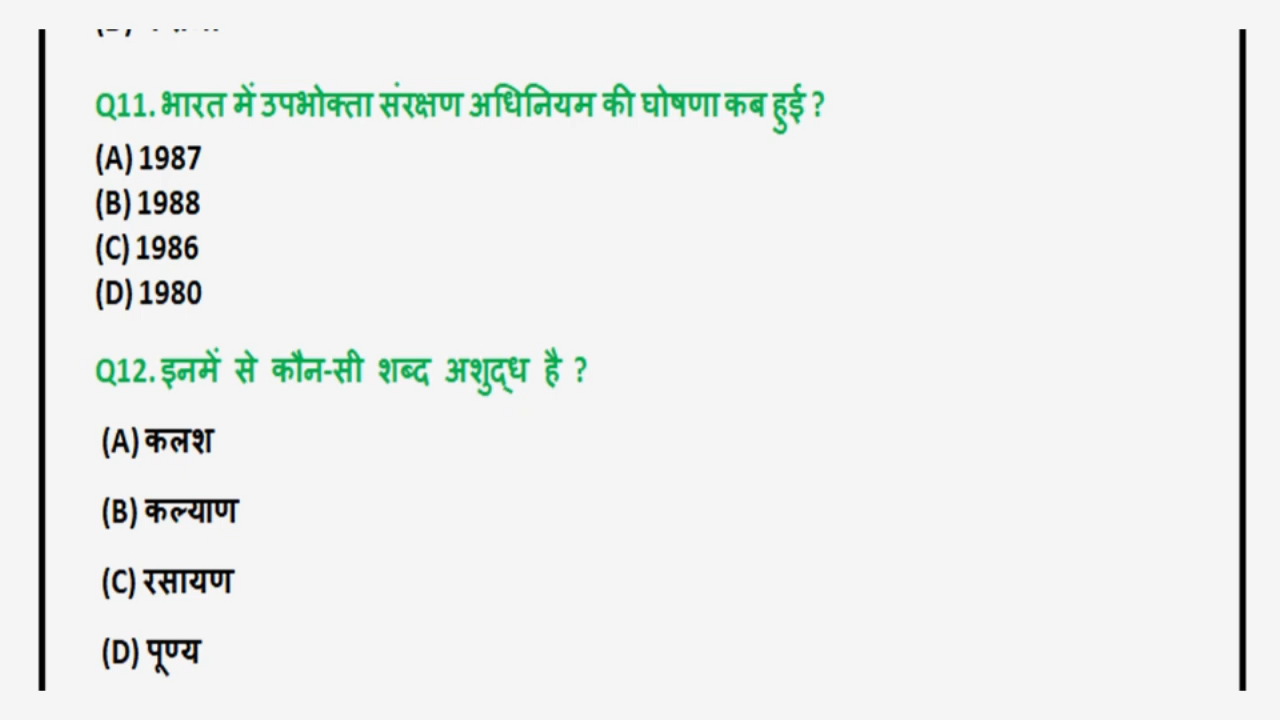 Q11. भारत में उपभोक्ता संरक्षण अधिनियम की घोषणा कब हुई ?
(A) 1987
(B) 1988
(C) 1986
(D) 1980
Q12. इनमें से कौन-सी शब्द अशुद्ध है ?
(A) कलश
(B) कल्याण
(C) रसायण
(D) पूण्य